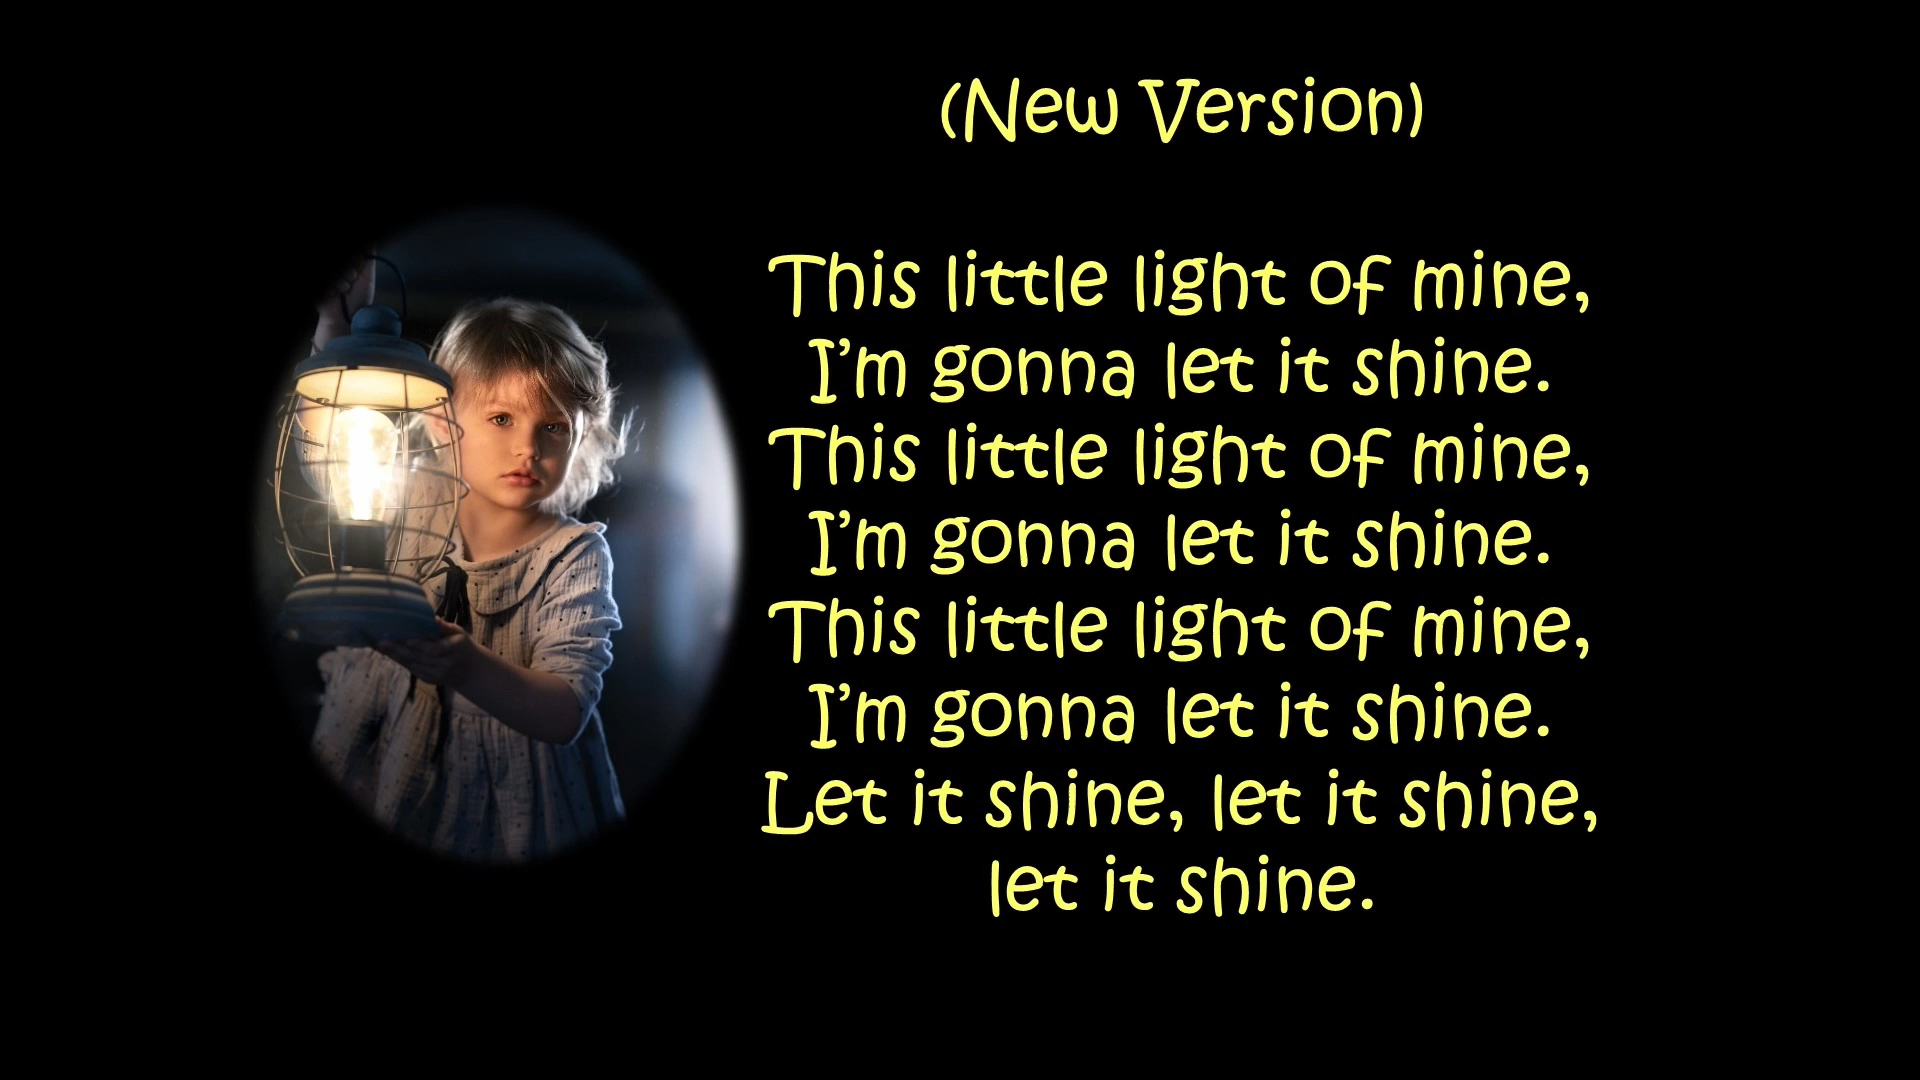 (New Version)
This little light of mine,
I’m gonna let it shine.
This little light of mine,
I’m gonna let it shine.
This little light of mine,
I’m gonna let it shine.
Let it shine, let it shine,
let it shine.